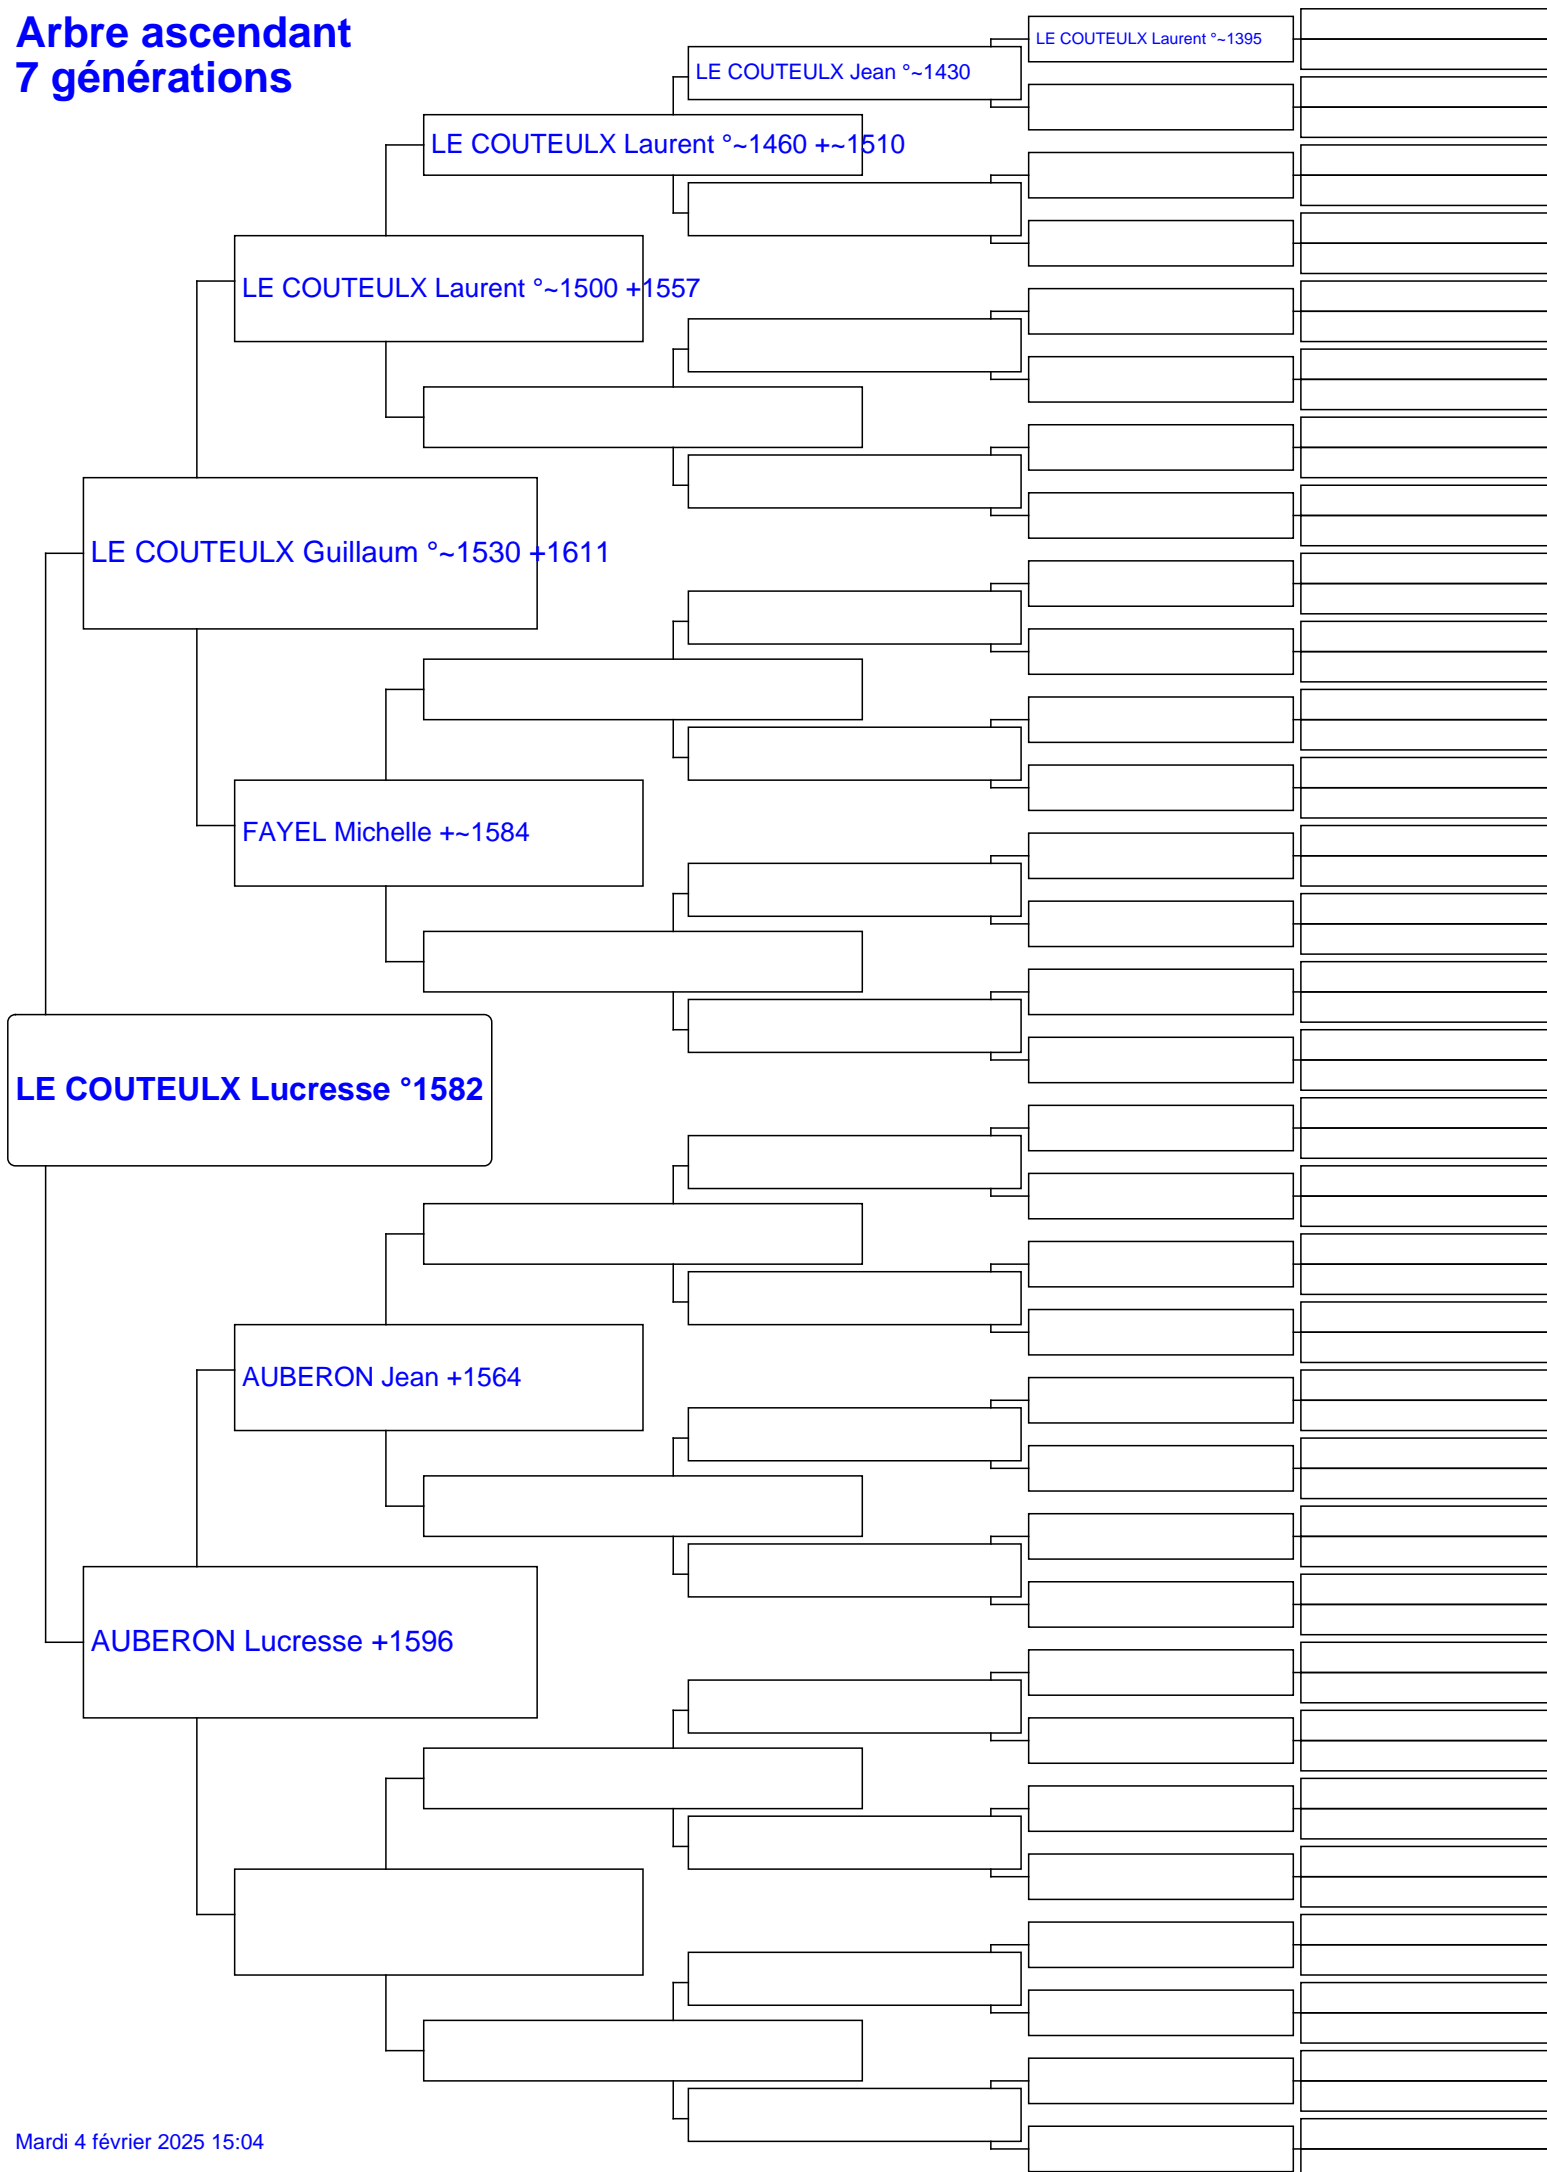 Arbre ascendant
7 générations
LE COUTEULX Laurent °~1395
LE COUTEULX Jean °~1430
LE COUTEULX Laurent °~1460 +~1510
LE COUTEULX Laurent °~1500 +1557
LE COUTEULX Guillaum °~1530 +1611
FAYEL Michelle +~1584
LE COUTEULX Lucresse °1582
AUBERON Jean +1564
AUBERON Lucresse +1596
Mardi 4 février 2025 15:04